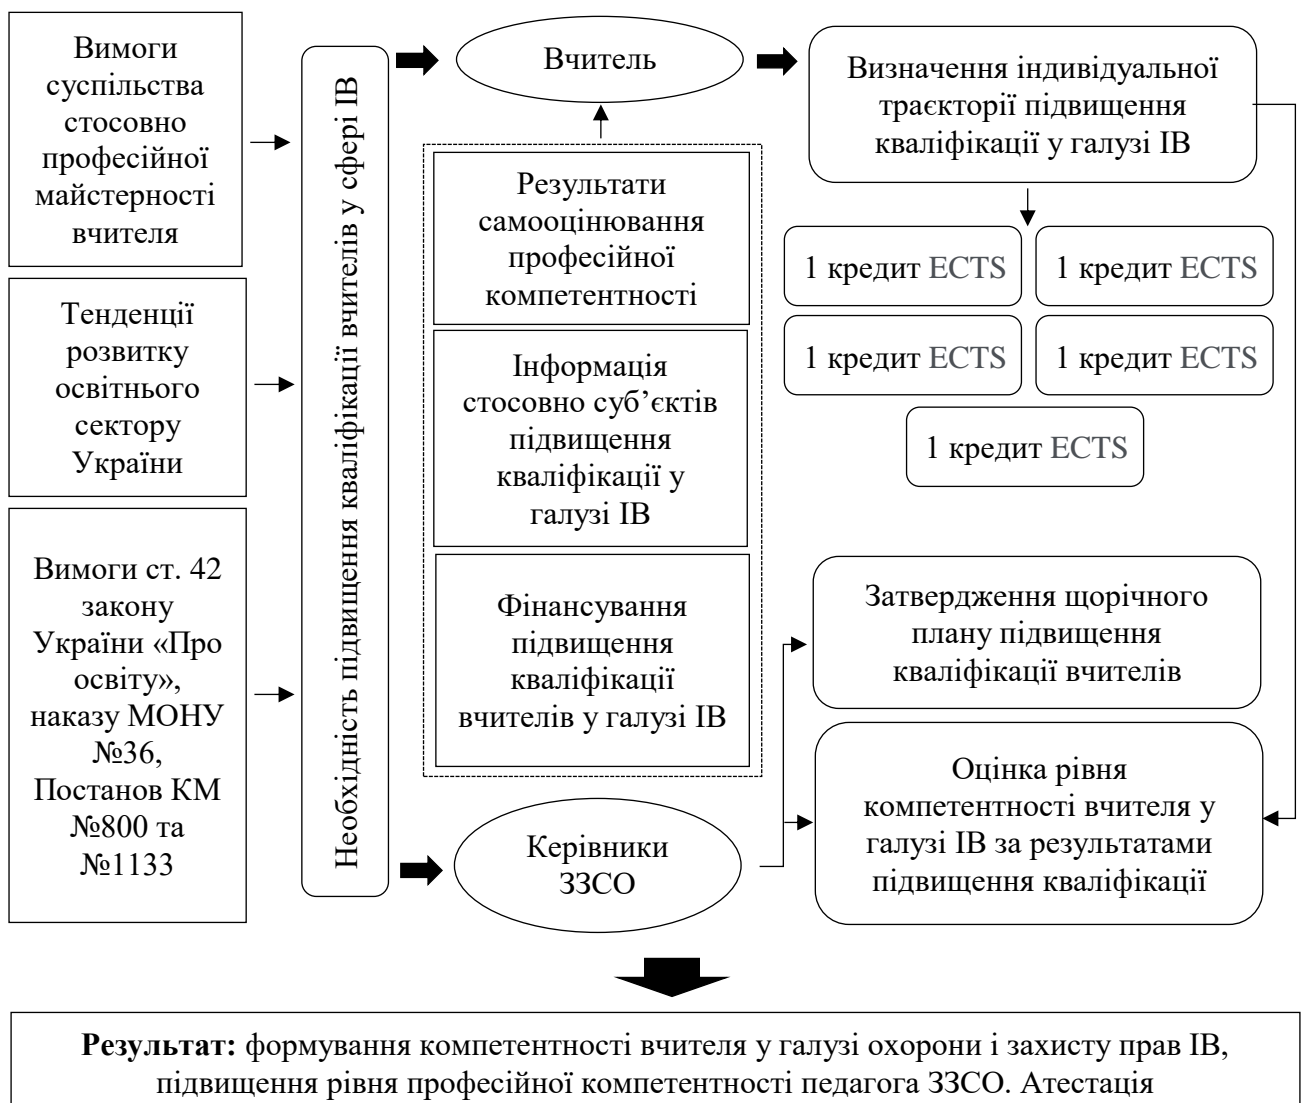 Вимоги
суспільства
стосовно
професійної
майстерності
вчителя
Тенденції
розвитку
освітнього
сектору
України
Вимоги ст. 42
закону
України «Про
освіту»,
наказу МОНУ
№36,
Постанов КМ
№800 та
№1133
Необхідність підвищення кваліфікації вчителів у сфері ІВ
Вчитель
Результати
самооцінювання
професійної
компетентності
Інформація
стосовно суб’єктів
підвищення
кваліфікації у
галузі ІВ
Фінансування
підвищення
кваліфікації
вчителів у галузі ІВ
Керівники
ЗЗСО
Визначення індивідуальної
траєкторії підвищення
кваліфікації у галузі ІВ
1 кредит ECTS
1 кредит ECTS
1 кредит ECTS
1 кредит ECTS
1 кредит ECTS
Затвердження щорічного
плану підвищення
кваліфікації вчителів
Оцінка рівня
компетентності вчителя у
галузі ІВ за результатами
підвищення кваліфікації
Результат: формування компетентності вчителя у галузі охорони і захисту прав ІВ,
підвищення рівня професійної компетентності педагога ЗЗСО. Атестація